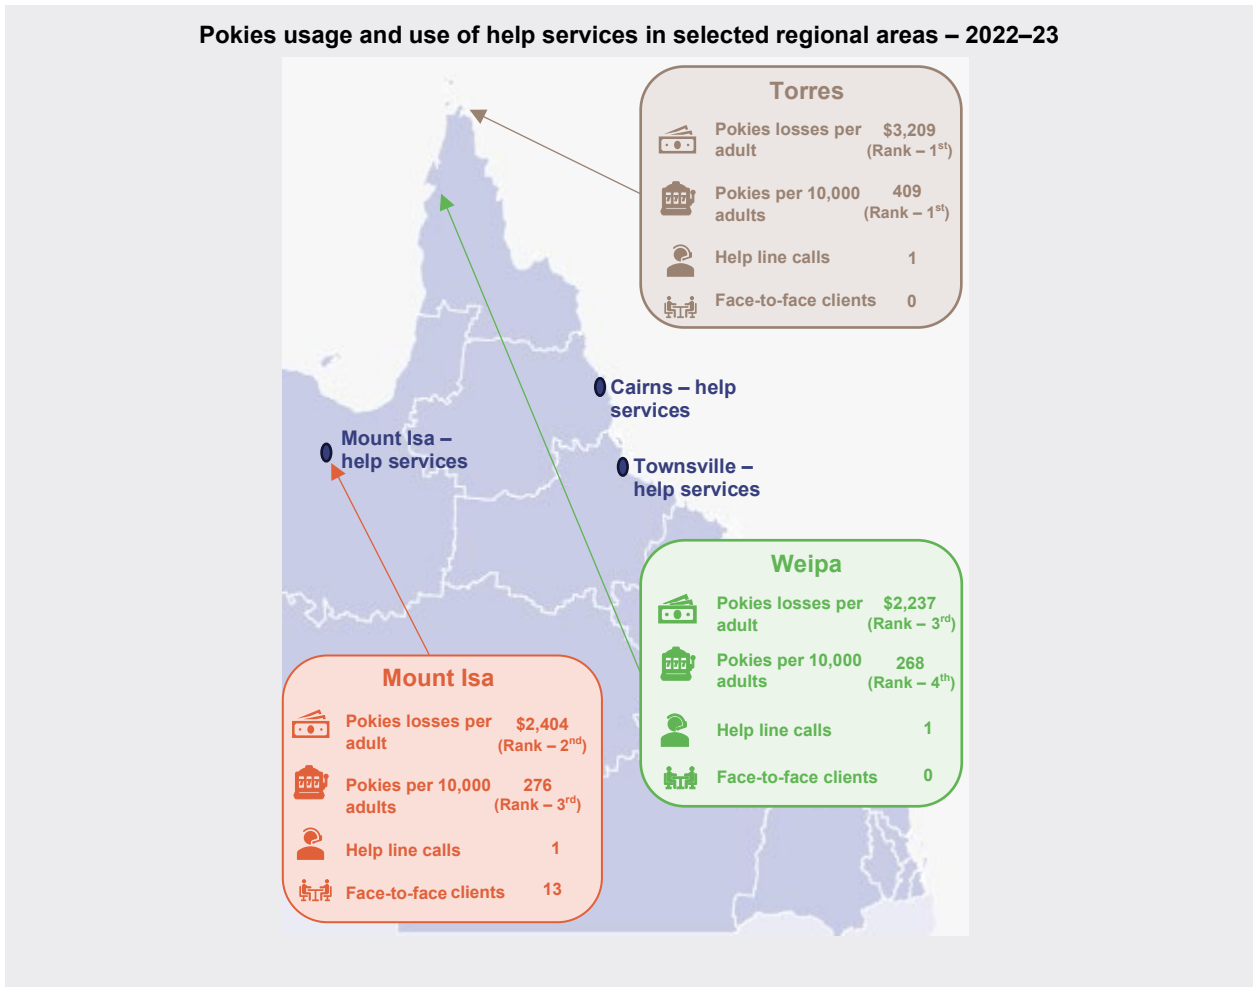 Pokies usage and use of help services in selected regional areas – 2022–23
Torres
Pokies losses per adult
$3,209
(Rank – 1st)
Pokies per 10,000 adults
409
(Rank – 1st)
Help line calls
1
Face-to-face clients
0
Cairns – help
services
Mount Isa –
help services
Townsville –
help services
Weipa
Pokies losses per adult
$2,237
(Rank – 3rd)
Pokies per 10,000 adults
268
(Rank – 4th)
Help line calls
1
Face-to-face clients
0
Mount Isa
Pokies losses per adult
$2,404
(Rank – 2nd)
Pokies per 10,000 adults
276
(Rank – 3rd)
Help line calls
1
Face-to-face clients
13